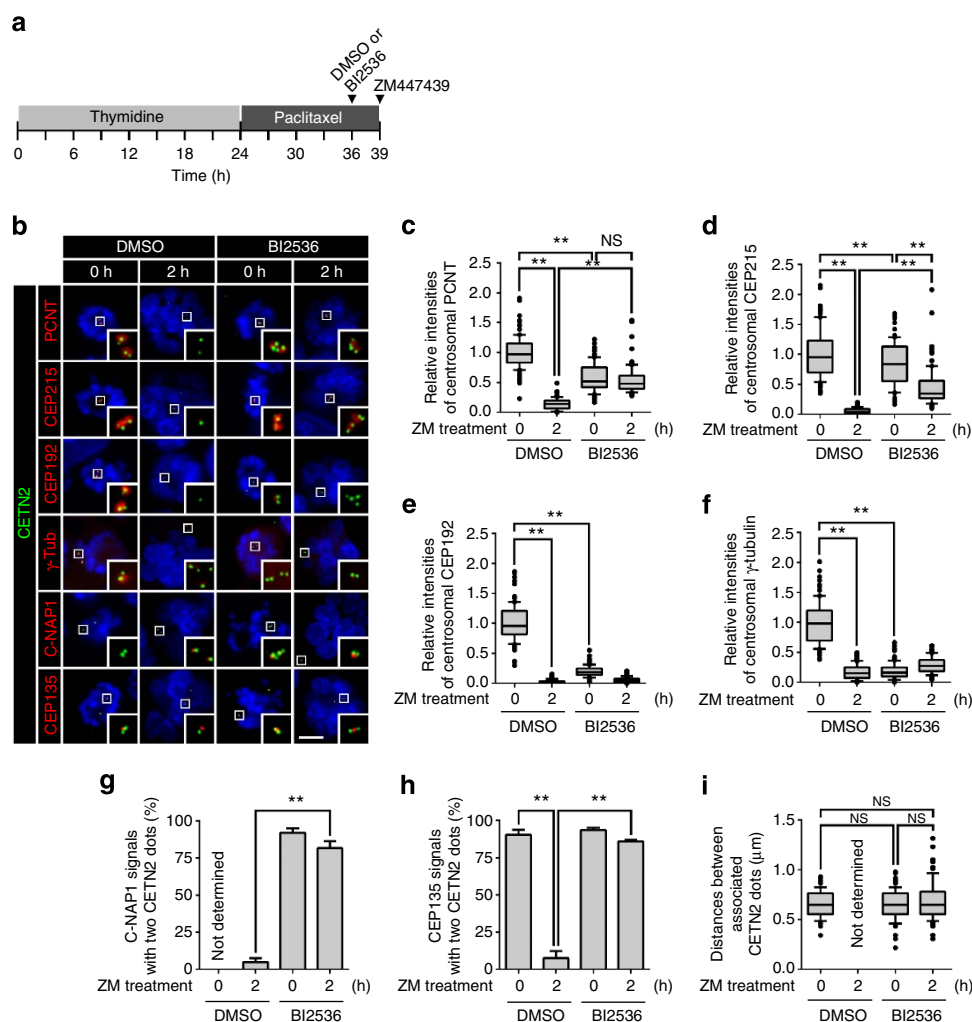 a
DMSO or
BI2536
ZM447439
Thymidine
Paclitaxel
0 6 12 18 24 30 36 39
Time (h)
b
DMSO BI2536
0 h 2 h 0 h 2 h
CETN2
PCNT
CEP215
CEP192
γ-Tub
C-NAP1
CEP135
c
Relative intensities
of centrosomal PCNT
2.5
2.0
1.5
1.0
0.5
0.0
** NS
** **
ZM treatment 0 2 0 2 (h)
DMSO BI2536
d
Relative intensities
of centrosomal CEP215
2.5
2.0
1.5
1.0
0.5
0.0
** **
** **
ZM treatment 0 2 0 2 (h)
DMSO BI2536
e
Relative intensities
of centrosomal CEP192
2.5
2.0
1.5
1.0
0.5
0.0
**
**
ZM treatment 0 2 0 2 (h)
DMSO BI2536
f
Relative intensities
of centrosomal γ-tubulin
2.5
2.0
1.5
1.0
0.5
0.0
**
**
ZM treatment 0 2 0 2 (h)
DMSO BI2536
g
C-NAP1 signals
with two CETN2 dots (%)
100
75
50
25
0
Not determined
**
ZM treatment 0 2 0 2 (h)
DMSO BI2536
h
CEP135 signals
with two CETN2 dots (%)
100
75
50
25
0
** **
ZM treatment 0 2 0 2 (h)
DMSO BI2536
i
Distances between
associated
CETN2 dots (μm)
1.5
1.0
0.5
0.0
NS
NS NS
Not determined
ZM treatment 0 2 0 2 (h)
DMSO BI2536